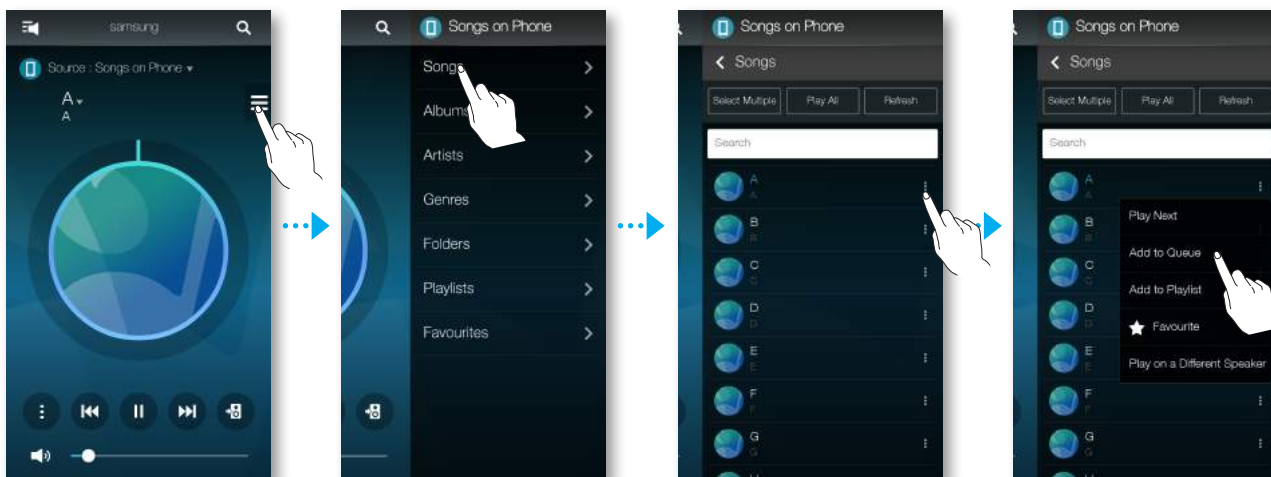 samsung
Source : Songs on Phone
A
A
Songs on Phone
Songs
Albums
Artists
Genres
Folders
Playlists
Favourites
Songs on Phone
Songs
Select Multiple
Play All
Refresh
Search
A
A
B
B
C
C
D
D
E
E
F
F
G
G
Songs on Phone
Songs
Select Multiple
Play All
Refresh
Search
A
A
B
B
C
C
D
D
E
E
F
F
G
G
Play Next
Add to Queue
Add to Playlist
Favourite
Play on a Different Speaker